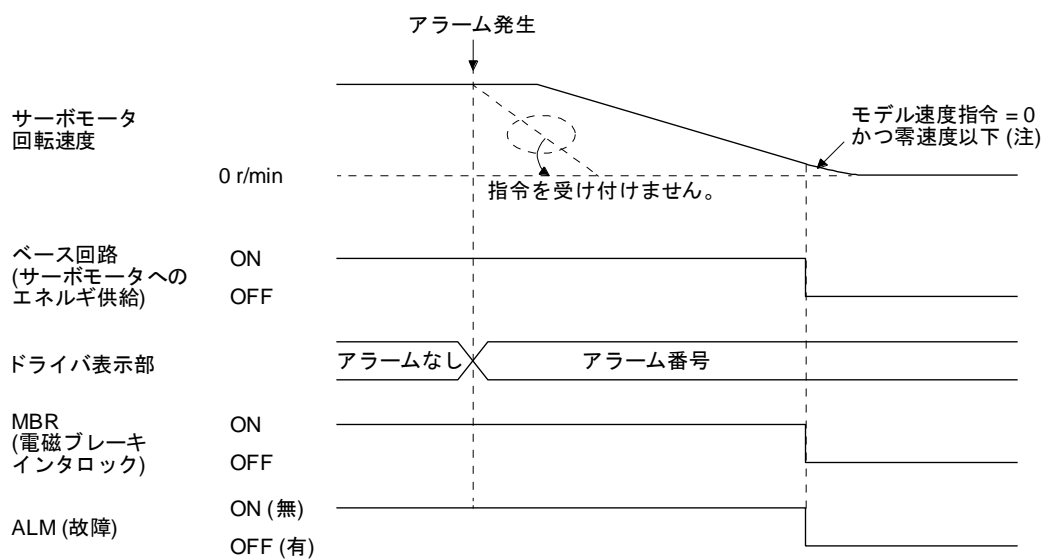 アラーム発生
サーボモータ
回転速度
モデル速度指令 = 0
かつ零速度以下 (注)
0 r/min
指令を受け付けません。
ベース回路
(サーボモータへの
エネルギ供給)
ON
OFF
ドライバ表示部
アラームなし
アラーム番号
MBR
(電磁ブレーキ
インタロック)
ON
OFF
ALM (故障)
ON (無)
OFF (有)